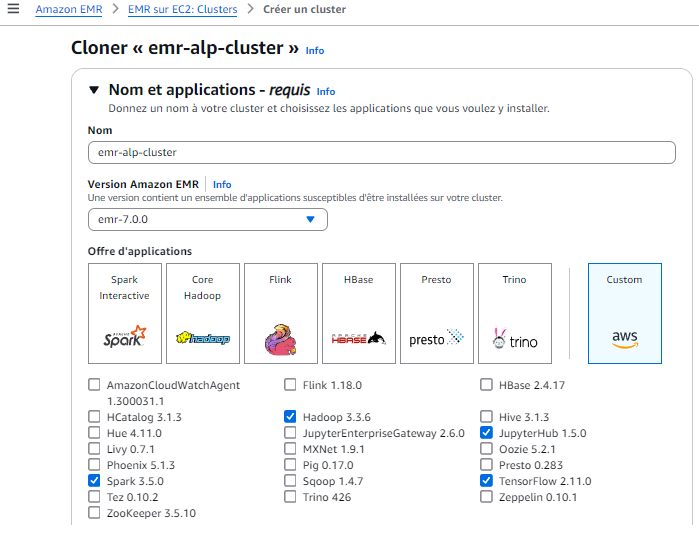 Amazon EMR > EMR sur EC2: Clusters > Créer un cluster
Cloner « emr-alp-cluster » Info
Nom et applications - requis Info
Donnez un nom à votre cluster et choisissez les applications que vous voulez y installer.
Nom
emr-alp-cluster
Version Amazon EMR Info
Une version contient un ensemble d'applications susceptibles d'être installées sur votre cluster.
emr-7.0.0
Offre d'applications
Spark Interactive
Core Hadoop
Flink
HBase
Presto
Trino
Custom
APACHE Spark
hadoop
APACHE HBASE
presto
trino
aws
AmazonCloudWatchAgent 1.300031.1
Flink 1.18.0
HBase 2.4.17
HCatalog 3.1.3
Hadoop 3.3.6
Hive 3.1.3
Hue 4.11.0
JupyterEnterpriseGateway 2.6.0
JupyterHub 1.5.0
Livy 0.7.1
MXNet 1.9.1
Oozie 5.2.1
Phoenix 5.1.3
Pig 0.17.0
Presto 0.283
Spark 3.5.0
Sqoop 1.4.7
TensorFlow 2.11.0
Tez 0.10.2
Trino 426
Zeppelin 0.10.1
ZooKeeper 3.5.10